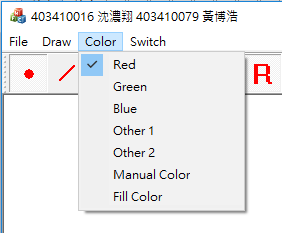 403410016 沈濃翔 403410079 黃博浩
File Draw Color Switch
Red
Green
Blue
Other 1
Other 2
Manual Color
Fill Color
R